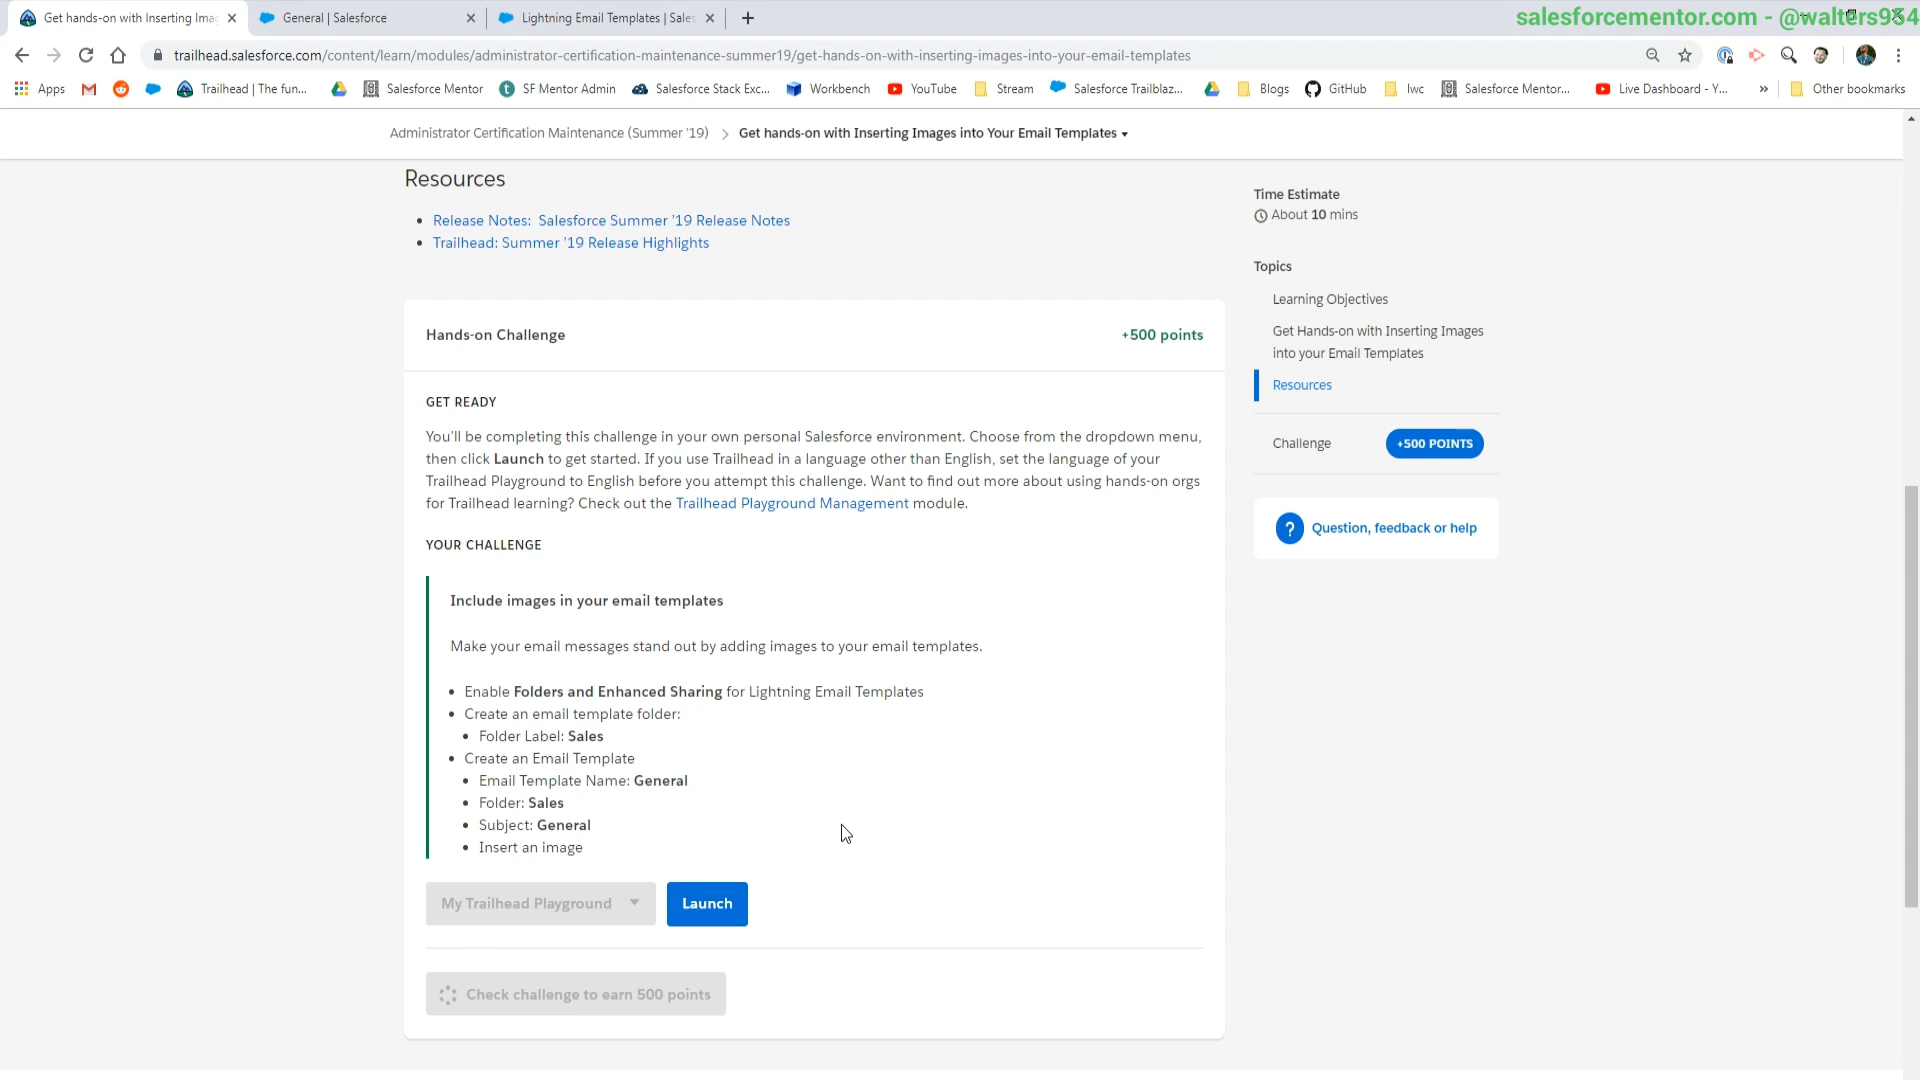 Get hands-on with Inserting Imag
General | Salesforce
Lightning Email Templates | Sales
salesforcementor.com - @walters954
trailhead.salesforce.com/content/learn/modules/administrator-certification-maintenance-summer19/get-hands-on-with-inserting-images-into-your-email-templates
Apps
Trailhead | The fun...
Salesforce Mentor
SF Mentor Admin
Salesforce Stack Exc...
Workbench
YouTube
Stream
Salesforce Trailblaz...
Blogs
GitHub
lwc
Salesforce Mentor...
Live Dashboard - Y...
»
Other bookmarks
Administrator Certification Maintenance (Summer '19) > Get hands-on with Inserting Images into Your Email Templates
Resources
• Release Notes: Salesforce Summer '19 Release Notes
• Trailhead: Summer '19 Release Highlights
Hands-on Challenge
+500 points
GET READY
You'll be completing this challenge in your own personal Salesforce environment. Choose from the dropdown menu,
then click Launch to get started. If you use Trailhead in a language other than English, set the language of your
Trailhead Playground to English before you attempt this challenge. Want to find out more about using hands-on orgs
for Trailhead learning? Check out the Trailhead Playground Management module.
YOUR CHALLENGE
Include images in your email templates
Make your email messages stand out by adding images to your email templates.
• Enable Folders and Enhanced Sharing for Lightning Email Templates
• Create an email template folder:
• Folder Label: Sales
• Create an Email Template
• Email Template Name: General
• Folder: Sales
• Subject: General
• Insert an image
My Trailhead Playground
Launch
Check challenge to earn 500 points
Time Estimate
About 10 mins
Topics
Learning Objectives
Get Hands-on with Inserting Images
into your Email Templates
Resources
Challenge
+500 POINTS
? Question, feedback or help